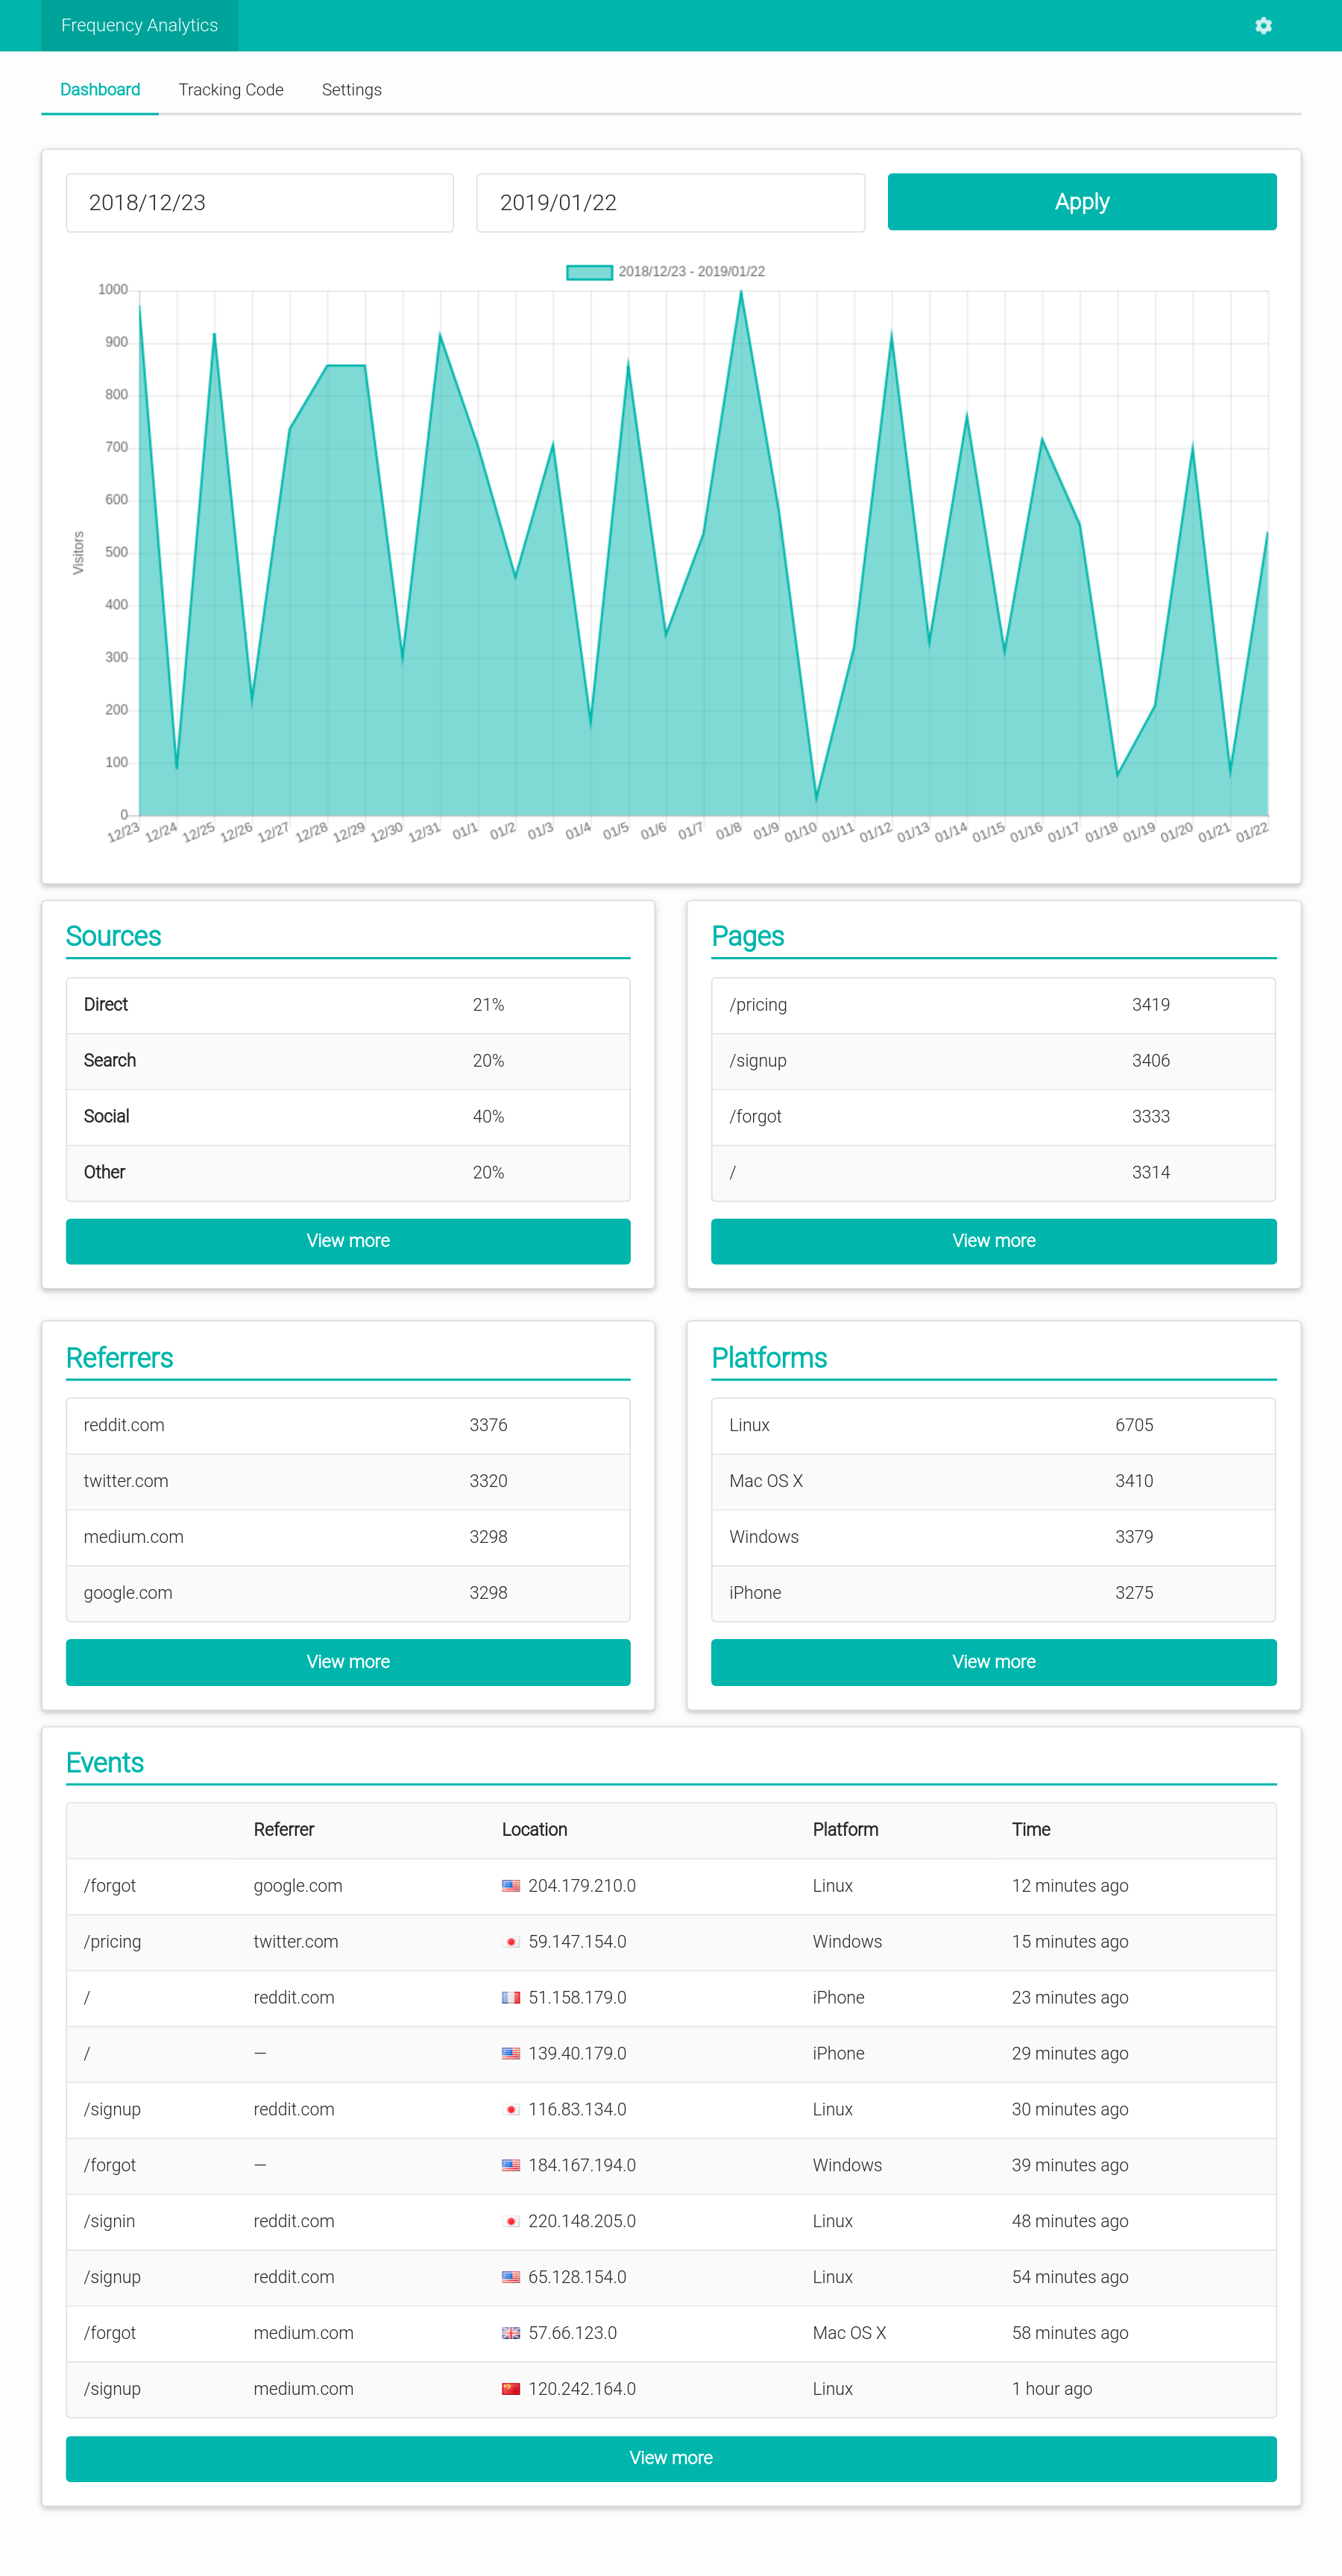 Frequency Analytics
Dashboard Tracking Code Settings
2018/12/23 2019/01/22 Apply
2018/12/23 - 2019/01/22
Visitors
1000
900
800
700
600
500
400
300
200
100
0
12/23 12/24 12/25 12/26 12/27 12/28 12/29 12/30 12/31 01/1 01/2 01/3 01/4 01/5 01/6 01/7 01/8 01/9 01/10 01/11 01/12 01/13 01/14 01/15 01/16 01/17 01/18 01/19 01/20 01/21 01/22
Sources
Direct 21%
Search 20%
Social 40%
Other 20%
View more
Pages
/pricing 3419
/signup 3406
/forgot 3333
/ 3314
View more
Referrers
reddit.com 3376
twitter.com 3320
medium.com 3298
google.com 3298
View more
Platforms
Linux 6705
Mac OS X 3410
Windows 3379
iPhone 3275
View more
Events
Referrer Location Platform Time
/forgot google.com 204.179.210.0 Linux 12 minutes ago
/pricing twitter.com 59.147.154.0 Windows 15 minutes ago
/ reddit.com 51.158.179.0 iPhone 23 minutes ago
/ — 139.40.179.0 iPhone 29 minutes ago
/signup reddit.com 116.83.134.0 Linux 30 minutes ago
/forgot — 184.167.194.0 Windows 39 minutes ago
/signin reddit.com 220.148.205.0 Linux 48 minutes ago
/signup reddit.com 65.128.154.0 Linux 54 minutes ago
/forgot medium.com 57.66.123.0 Mac OS X 58 minutes ago
/signup medium.com 120.242.164.0 Linux 1 hour ago
View more